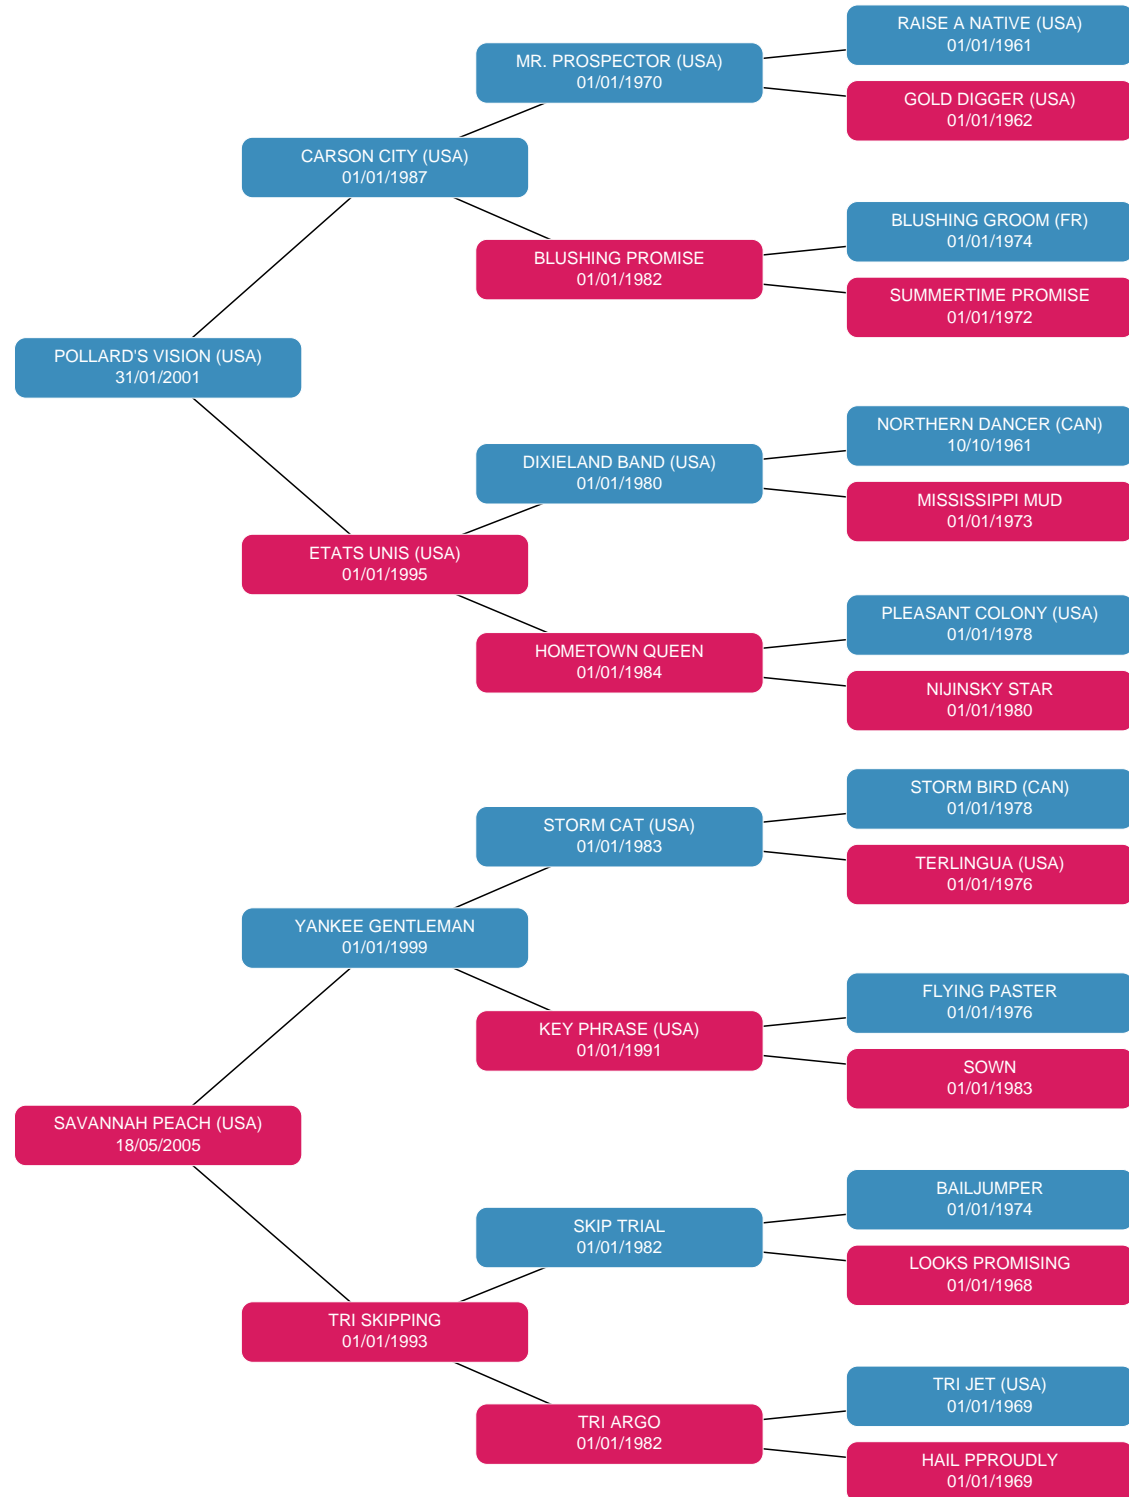 RAISE A NATIVE (USA)
01/01/1961
MR. PROSPECTOR (USA)
01/01/1970
GOLD DIGGER (USA)
01/01/1962
CARSON CITY (USA)
01/01/1987
BLUSHING GROOM (FR)
01/01/1974
BLUSHING PROMISE
01/01/1982
SUMMERTIME PROMISE
01/01/1972
POLLARD'S VISION (USA)
31/01/2001
NORTHERN DANCER (CAN)
10/10/1961
DIXIELAND BAND (USA)
01/01/1980
MISSISSIPPI MUD
01/01/1973
ETATS UNIS (USA)
01/01/1995
PLEASANT COLONY (USA)
01/01/1978
HOMETOWN QUEEN
01/01/1984
NIJINSKY STAR
01/01/1980
STORM BIRD (CAN)
01/01/1978
STORM CAT (USA)
01/01/1983
TERLINGUA (USA)
01/01/1976
YANKEE GENTLEMAN
01/01/1999
FLYING PASTER
01/01/1976
KEY PHRASE (USA)
01/01/1991
SOWN
01/01/1983
SAVANNAH PEACH (USA)
18/05/2005
BAILJUMPER
01/01/1974
SKIP TRIAL
01/01/1982
LOOKS PROMISING
01/01/1968
TRI SKIPPING
01/01/1993
TRI JET (USA)
01/01/1969
TRI ARGO
01/01/1982
HAIL PPROUDLY
01/01/1969